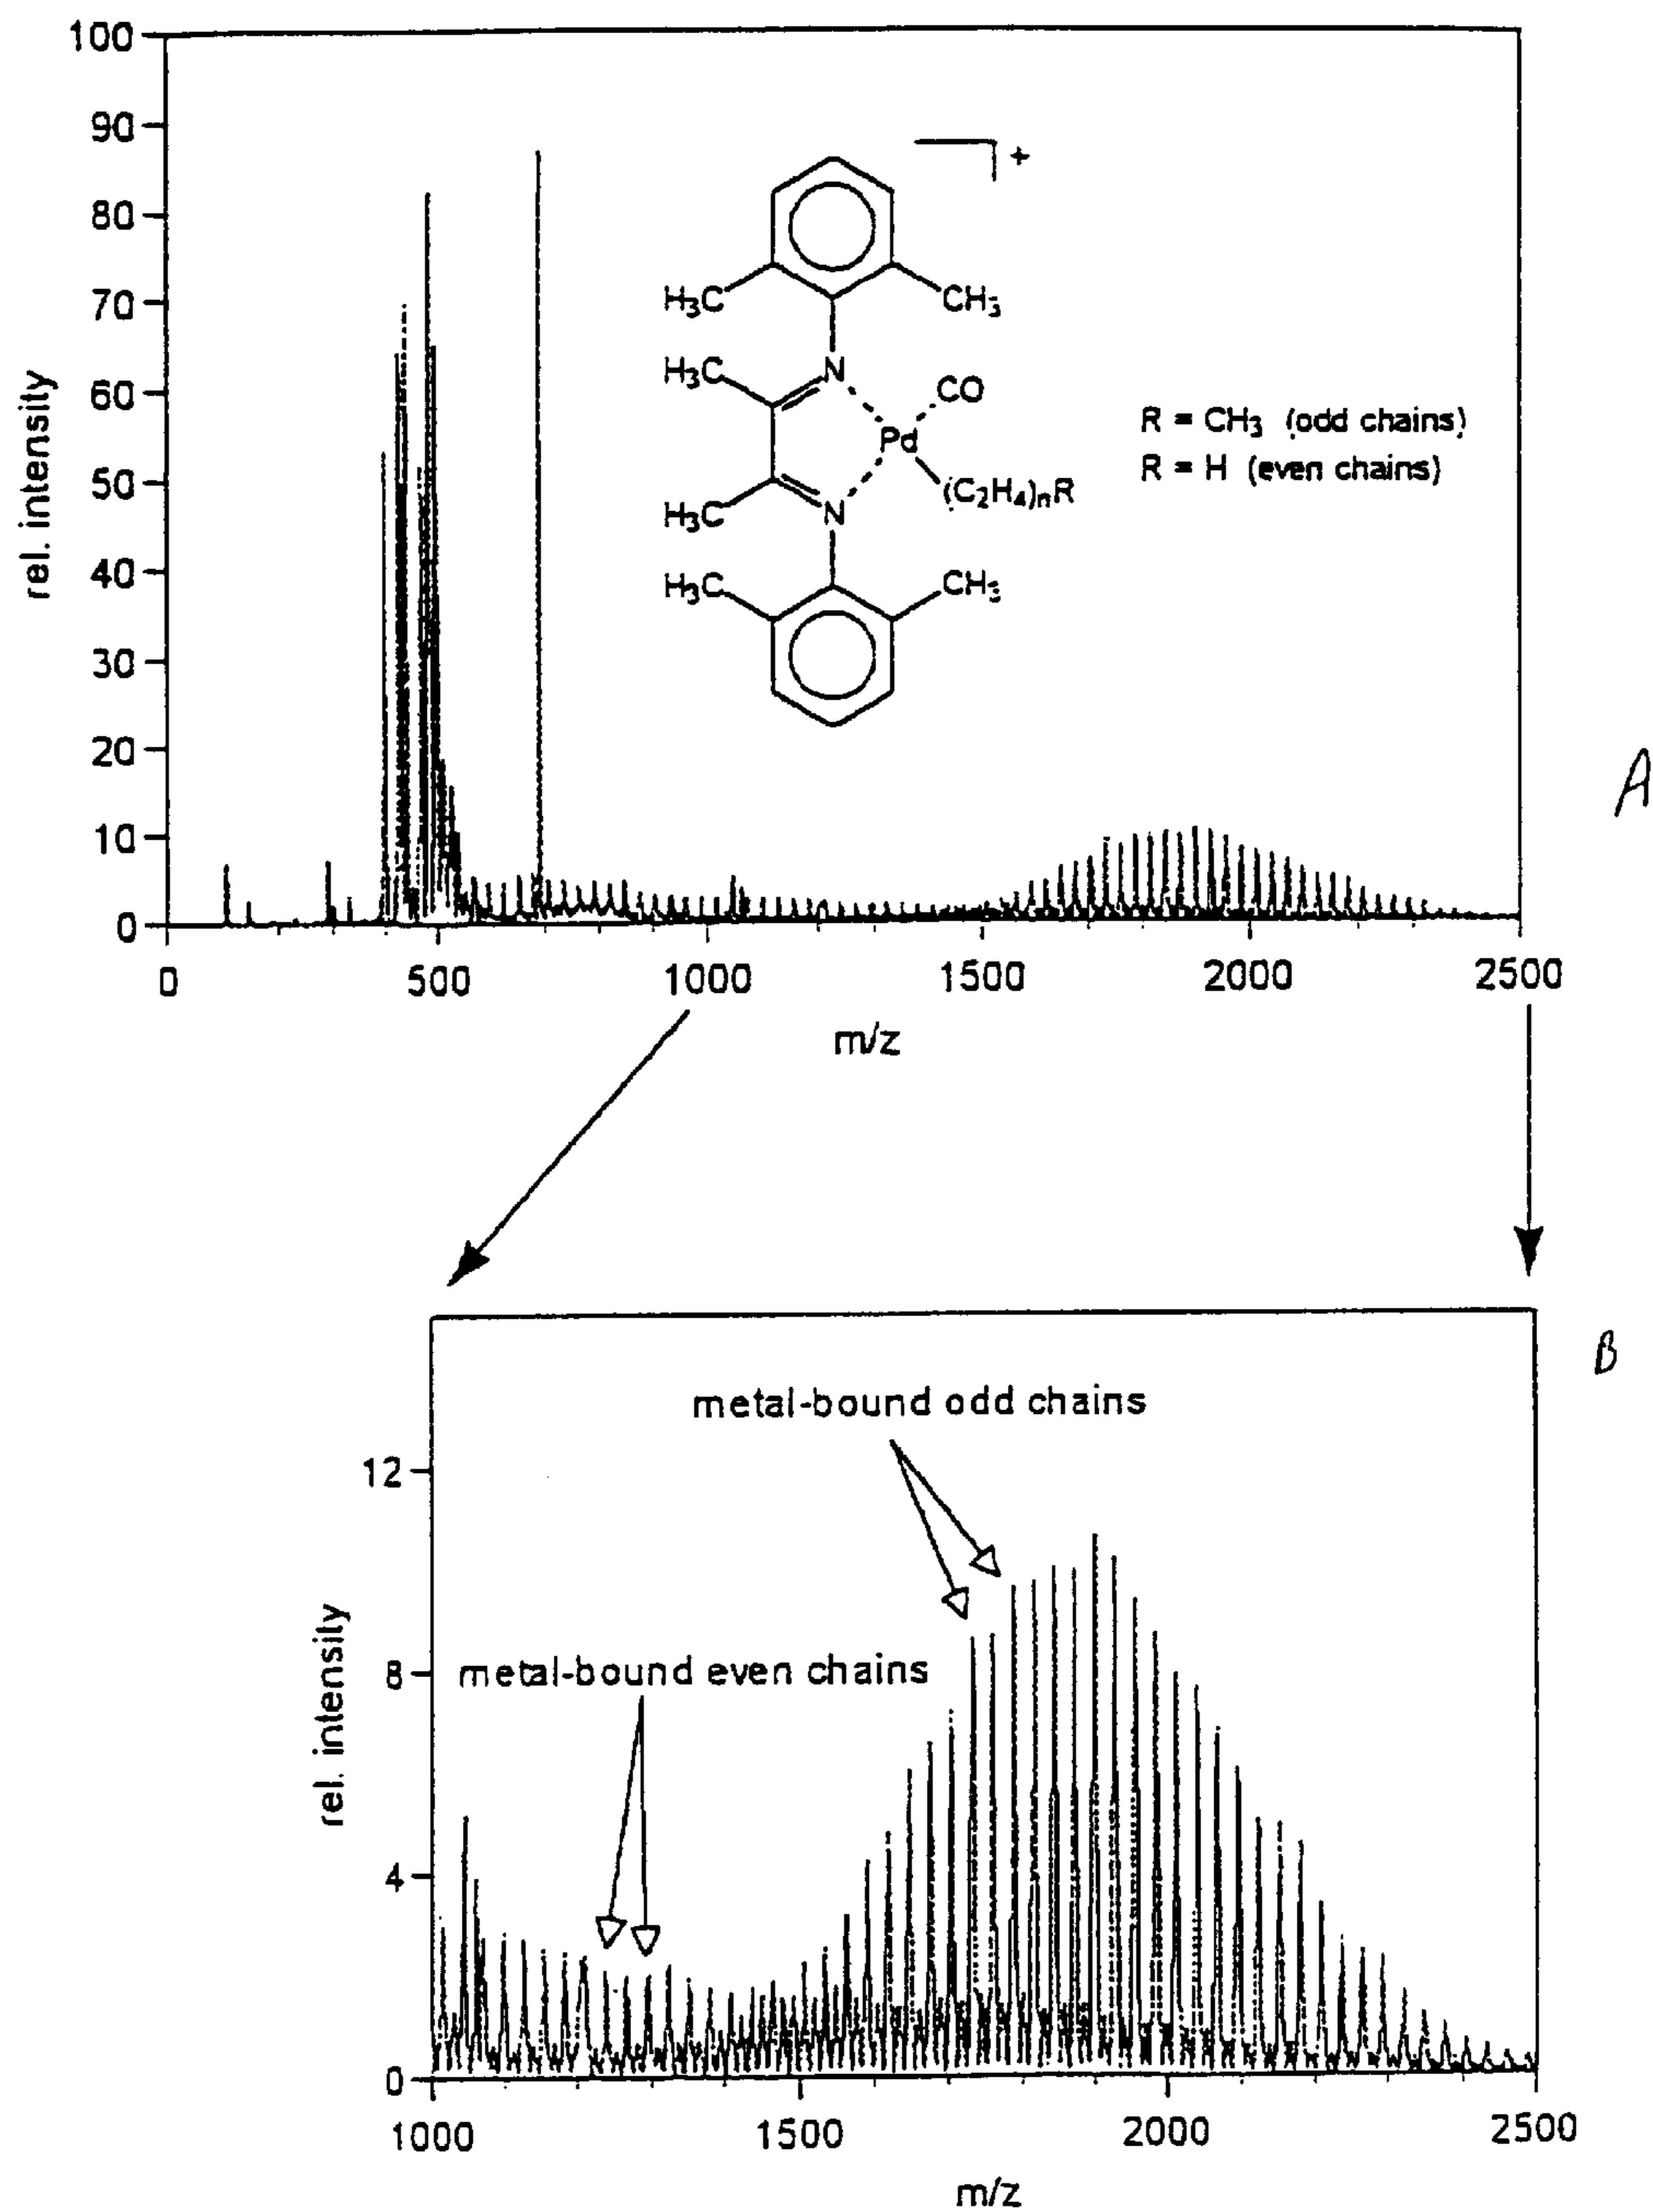 100
90
80
70
60
50
40
30
20
10
0
rel. intensity
+
H₃C
CH₃
H₃C
N
CO
Pd
(C₂H₄)ₙR
H₃C
N
H₃C
CH₃
R = CH₃ (odd chains)
R = H (even chains)
A
0 500 1000 1500 2000 2500
m/z
B
metal-bound odd chains
metal-bound even chains
12
8
4
0
rel. intensity
1000 1500 2000 2500
m/z